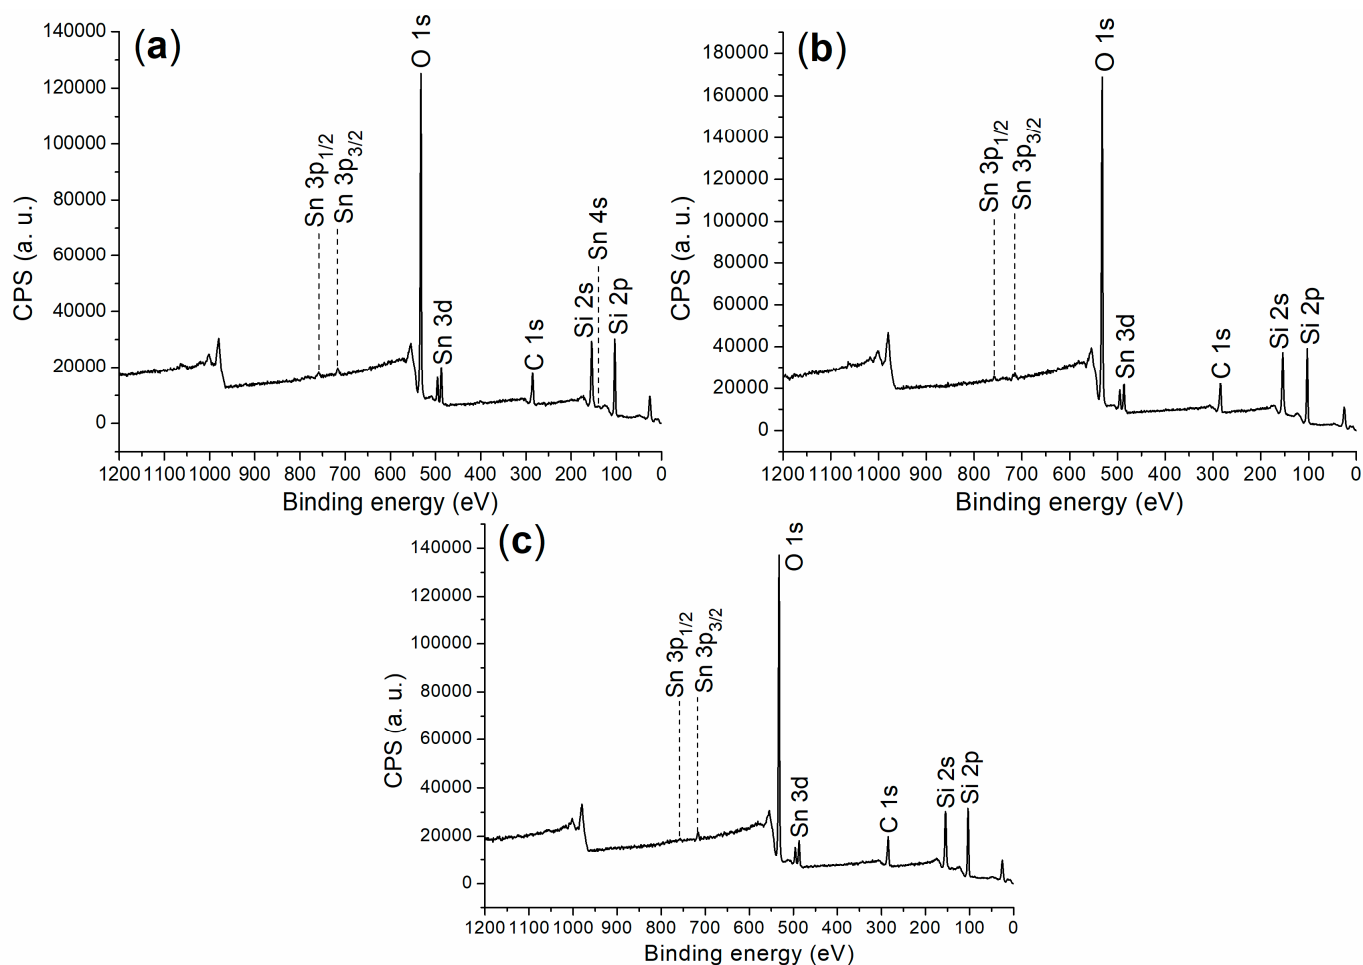 (a)
140000
120000
100000
80000
60000
40000
20000
0
CPS (a. u.)
Sn 3p1/2
Sn 3p3/2
O 1s
Sn 3d
C 1s
Si 2s
Sn 4s
Si 2p
1200 1100 1000 900 800 700 600 500 400 300 200 100 0
Binding energy (eV)
(b)
180000
160000
140000
120000
100000
80000
60000
40000
20000
0
CPS (a. u.)
Sn 3p1/2
Sn 3p3/2
O 1s
Sn 3d
C 1s
Si 2s
Si 2p
1200 1100 1000 900 800 700 600 500 400 300 200 100 0
Binding energy (eV)
(c)
140000
120000
100000
80000
60000
40000
20000
0
CPS (a. u.)
Sn 3p1/2
Sn 3p3/2
O 1s
Sn 3d
C 1s
Si 2s
Si 2p
1200 1100 1000 900 800 700 600 500 400 300 200 100 0
Binding energy (eV)